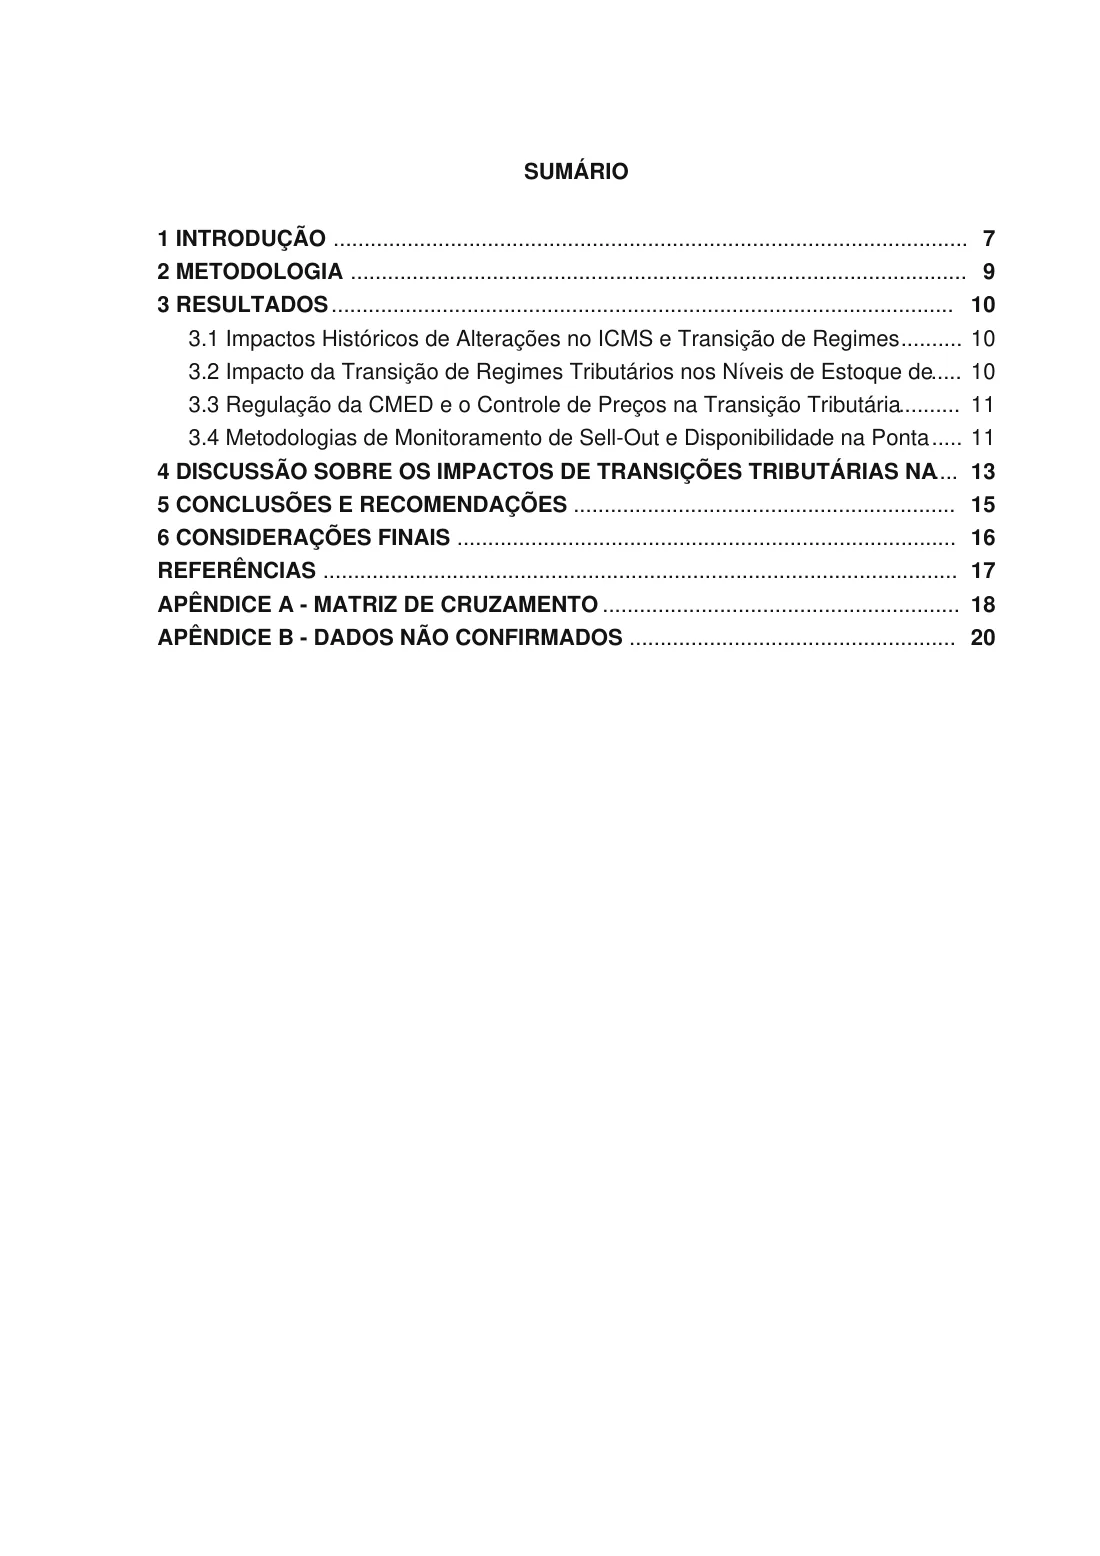 SUMÁRIO
1 INTRODUÇÃO ........................................................................................................ 7
2 METODOLOGIA ..................................................................................................... 9
3 RESULTADOS ...................................................................................................... 10
3.1 Impactos Históricos de Alterações no ICMS e Transição de Regimes .......... 10
3.2 Impacto da Transição de Regimes Tributários nos Níveis de Estoque de ..... 10
3.3 Regulação da CMED e o Controle de Preços na Transição Tributária .......... 11
3.4 Metodologias de Monitoramento de Sell-Out e Disponibilidade na Ponta ..... 11
4 DISCUSSÃO SOBRE OS IMPACTOS DE TRANSIÇÕES TRIBUTÁRIAS NA ... 13
5 CONCLUSÕES E RECOMENDAÇÕES .............................................................. 15
6 CONSIDERAÇÕES FINAIS ................................................................................. 16
REFERÊNCIAS ....................................................................................................... 17
APÊNDICE A - MATRIZ DE CRUZAMENTO .......................................................... 18
APÊNDICE B - DADOS NÃO CONFIRMADOS ..................................................... 20